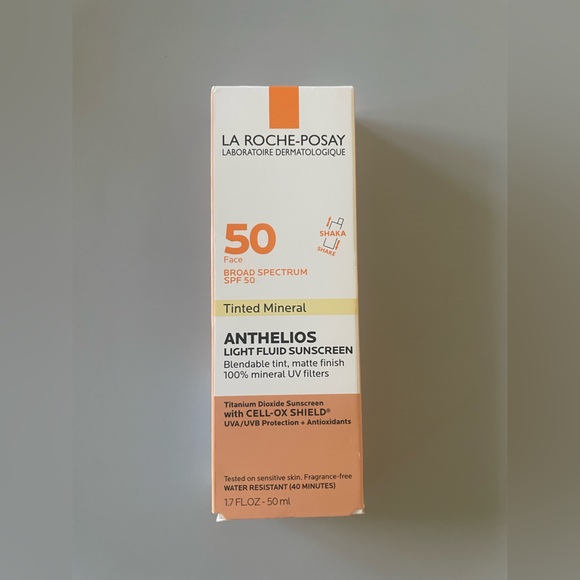 LA ROCHE-POSAY
LABORATOIRE DERMATOLOGIQUE
50
Face
BROAD SPECTRUM
SPF 50
SHAKA
SHAKE
Tinted Mineral
ANTHELIOS
LIGHT FLUID SUNSCREEN
Blendable tint, matte finish
100% mineral UV filters
Titanium Dioxide Sunscreen
with CELL-OX SHIELD®
UVA/UVB Protection + Antioxidants
Tested on sensitive skin. Fragrance-free
WATER RESISTANT (40 MINUTES)
1.7 FL.OZ - 50 ml